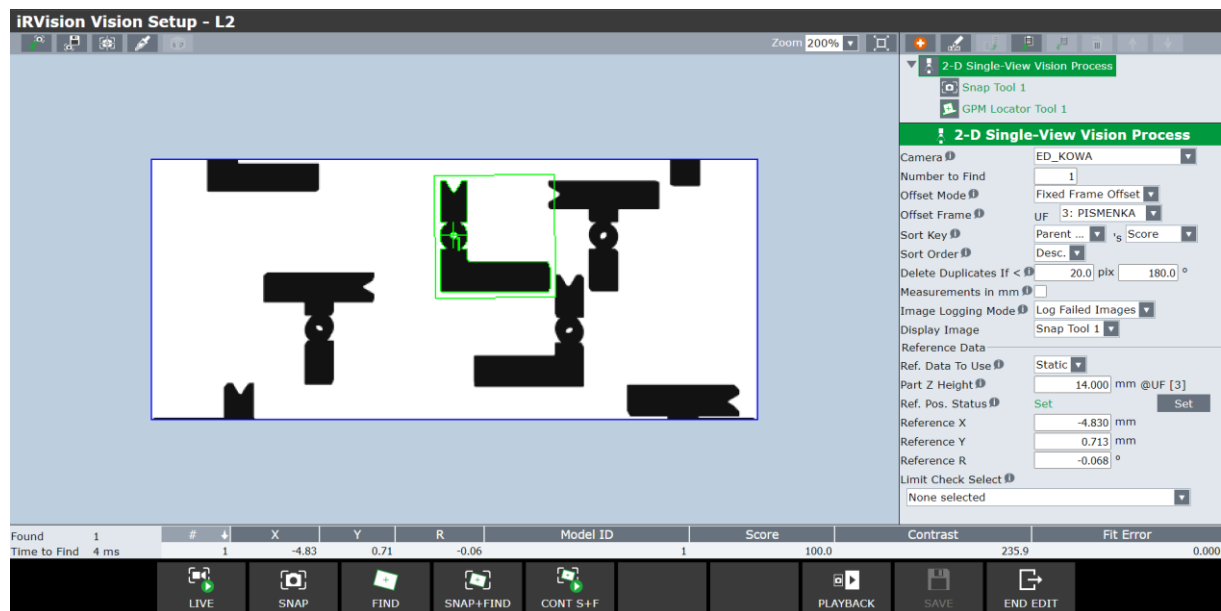 iRVision Vision Setup - L2
Zoom 200%
2-D Single-View Vision Process
Snap Tool 1
GPM Locator Tool 1
2-D Single-View Vision Process
Camera ED_KOWA
Number to Find 1
Offset Mode Fixed Frame Offset
Offset Frame UF 3: PISMENKA
Sort Key Parent ... 's Score
Sort Order Desc.
Delete Duplicates If < 20.0 pix 180.0 °
Measurements in mm
Image Logging Mode Log Failed Images
Display Image Snap Tool 1
Reference Data
Ref. Data To Use Static
Part Z Height 14.000 mm @UF [3]
Ref. Pos. Status Set Set
Reference X -4.830 mm
Reference Y 0.713 mm
Reference R -0.068 °
Limit Check Select
None selected
Found 1 # X Y R Model ID Score Contrast Fit Error
Time to Find 4 ms 1 -4.83 0.71 -0.06 1 100.0 235.9 0.000
LIVE SNAP FIND SNAP+FIND CONT S+F PLAYBACK SAVE END EDIT